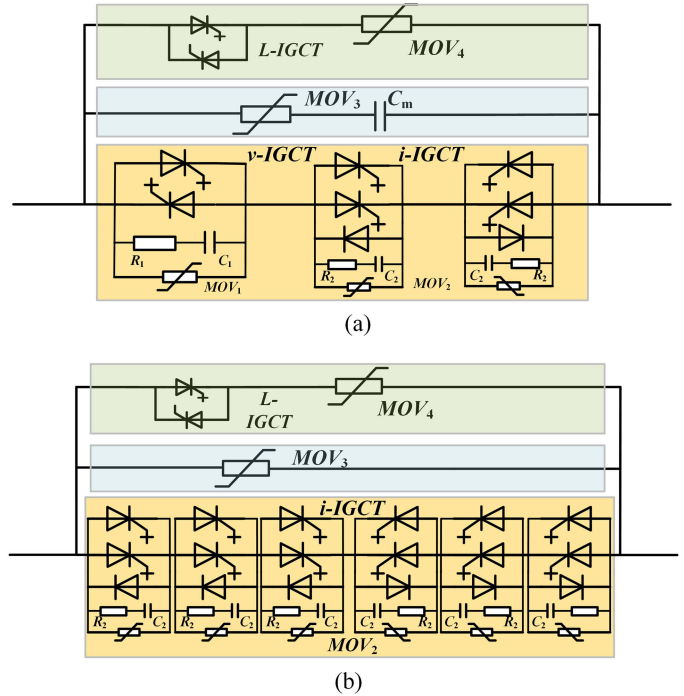 L-IGCT MOV₄
MOV₃ Cₘ
v-IGCT i-IGCT
R₁ C₁ R₂ C₂ C₂ R₂
MOV₁ MOV₂
(a)
L-
IGCT MOV₄
MOV₃
i-IGCT
R₂ C₂ R₂ C₂ R₂ C₂ C₂ R₂ C₂ R₂ C₂
MOV₂
(b)